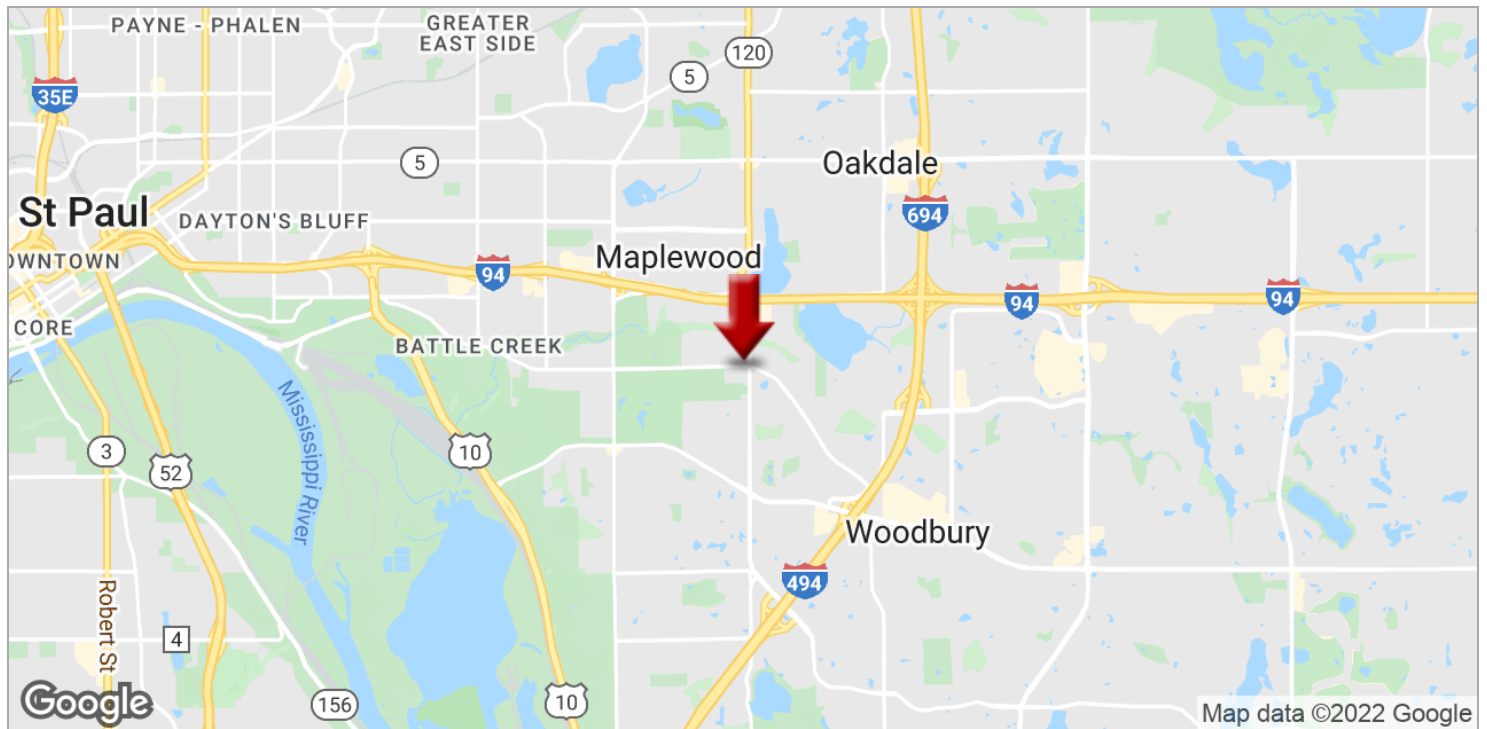 PAYNE - PHALEN
GREATER
EAST SIDE
120
5
35E
5
Oakdale
St Paul
DAYTON'S BLUFF
694
OWNTOWN
Maplewood
94
94
94
CORE
BATTLE CREEK
Mississippi River
3
52
10
Woodbury
494
Robert St
4
Google
156
10
Map data ©2022 Google